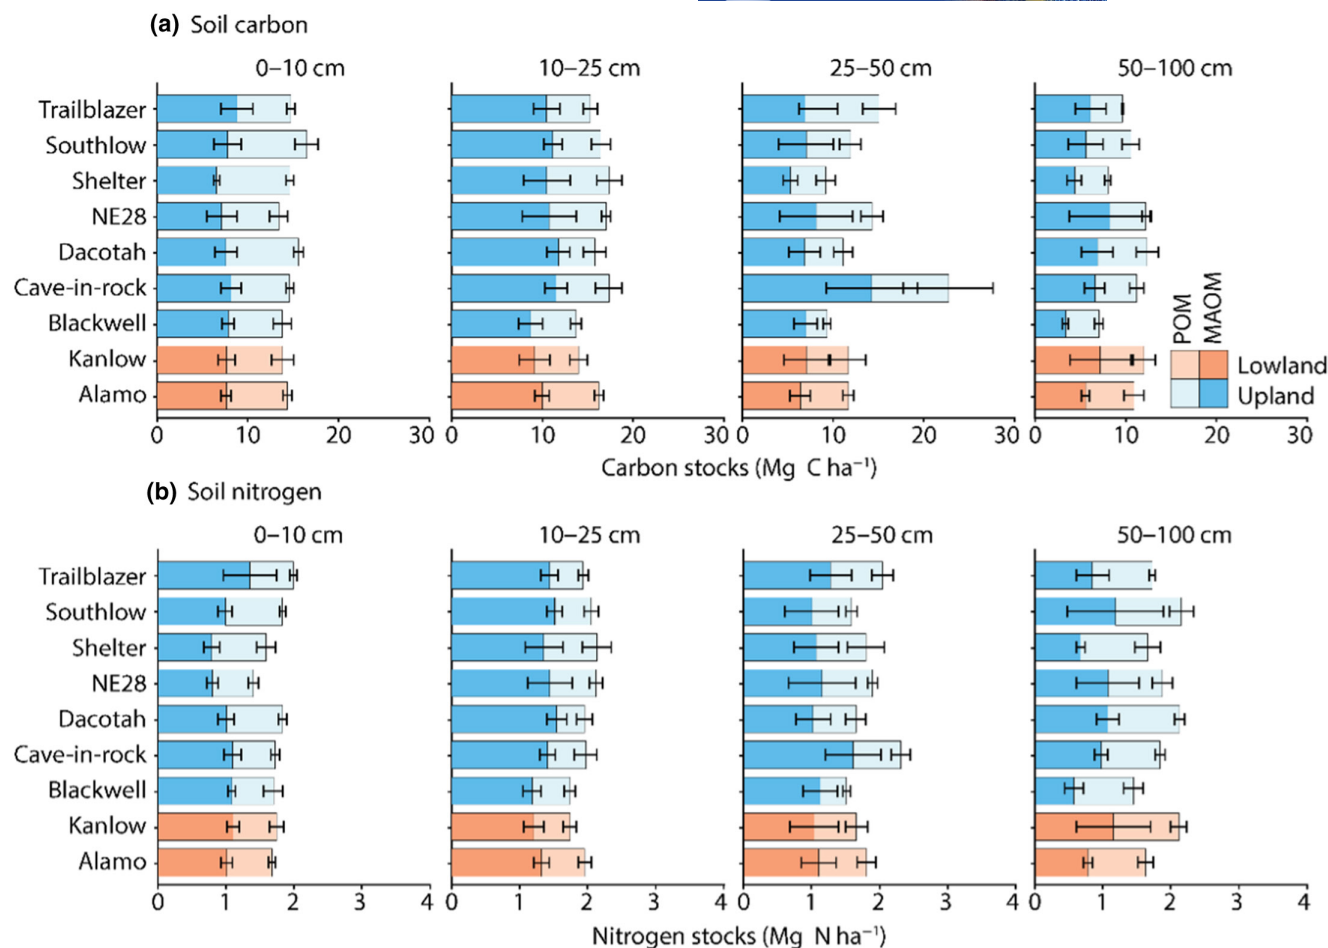 (a) Soil carbon
0–10 cm 10–25 cm 25–50 cm 50–100 cm
Trailblazer
Southlow
Shelter
NE28
Dacotah
Cave-in-rock
Blackwell
Kanlow
Alamo
POM MAOM
Lowland
Upland
0 10 20 30 0 10 20 30 0 10 20 30 0 10 20 30
Carbon stocks (Mg C ha⁻¹)
(b) Soil nitrogen
0–10 cm 10–25 cm 25–50 cm 50–100 cm
Trailblazer
Southlow
Shelter
NE28
Dacotah
Cave-in-rock
Blackwell
Kanlow
Alamo
0 1 2 3 4 0 1 2 3 4 0 1 2 3 4 0 1 2 3 4
Nitrogen stocks (Mg N ha⁻¹)